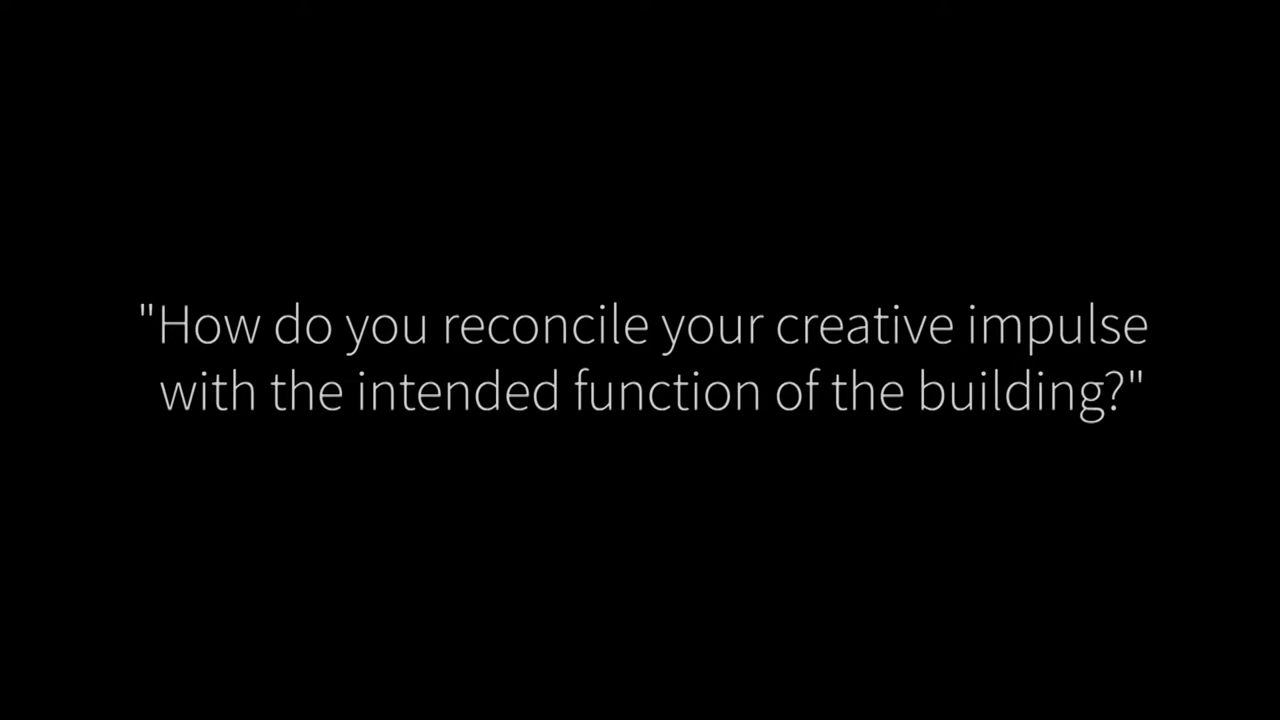 "How do you reconcile your creative impulse
with the intended function of the building?"